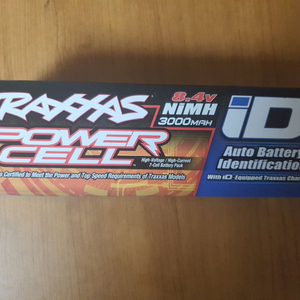 TRAXXAS
POWER
CELL
8.4v
NiMH
3000MAH
High-Voltage / High-Current
7-Cell Battery Pack
Certified to Meet the Power and Top Speed Requirements of Traxxas Models
iD
Auto Battery
Identification
With iD-Equipped Traxxas